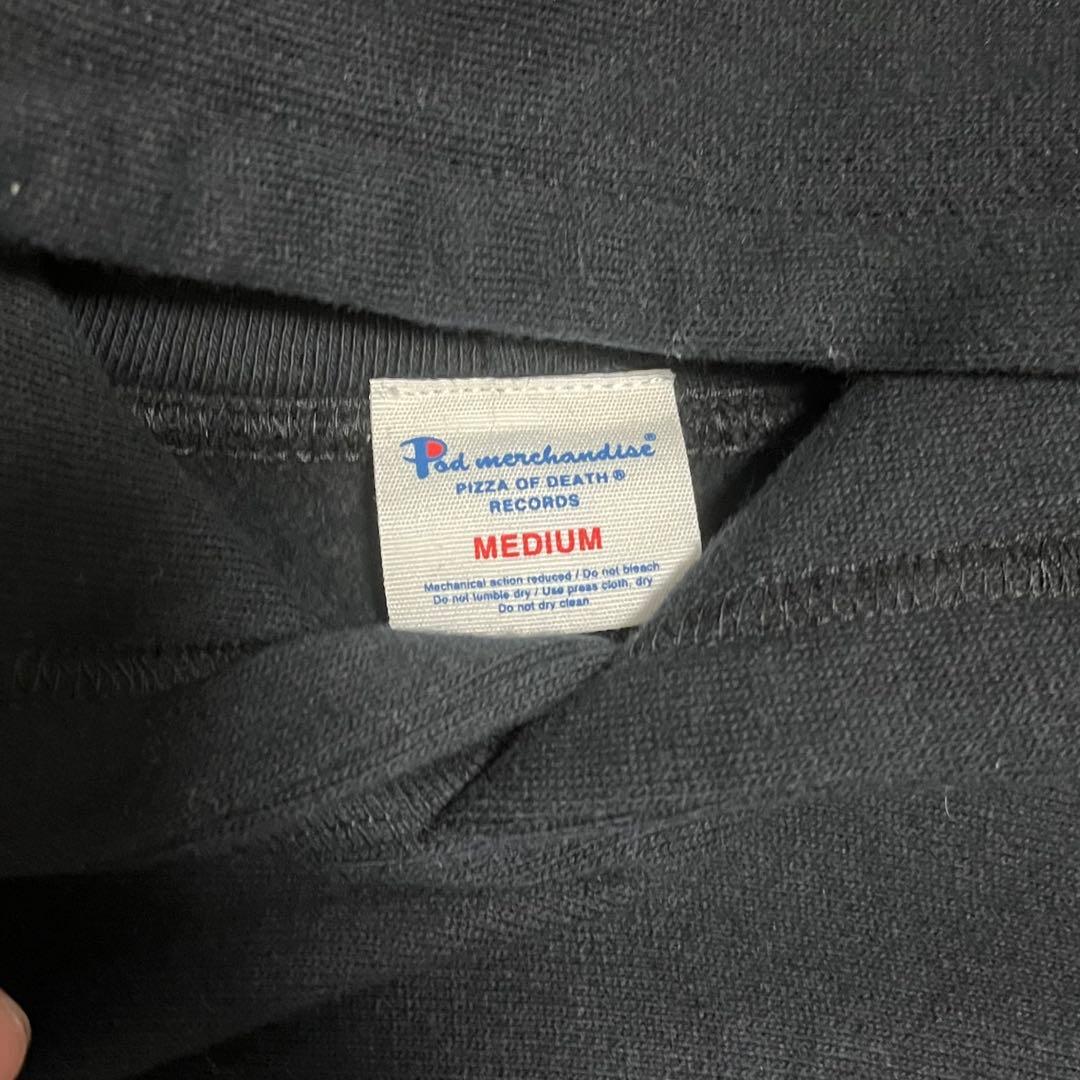 Pod merchandise®
PIZZA OF DEATH®
RECORDS
MEDIUM
Mechanical action reduced / Do not bleach
Do not tumble dry / Use press cloth, dry
Do not dry clean